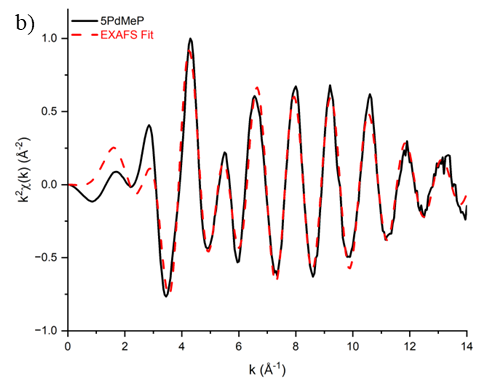 b)
5PdMeP
EXAFS Fit
k²χ(k) (Å⁻²)
1.0
0.5
0.0
−0.5
−1.0
0 2 4 6 8 10 12 14
k (Å⁻¹)